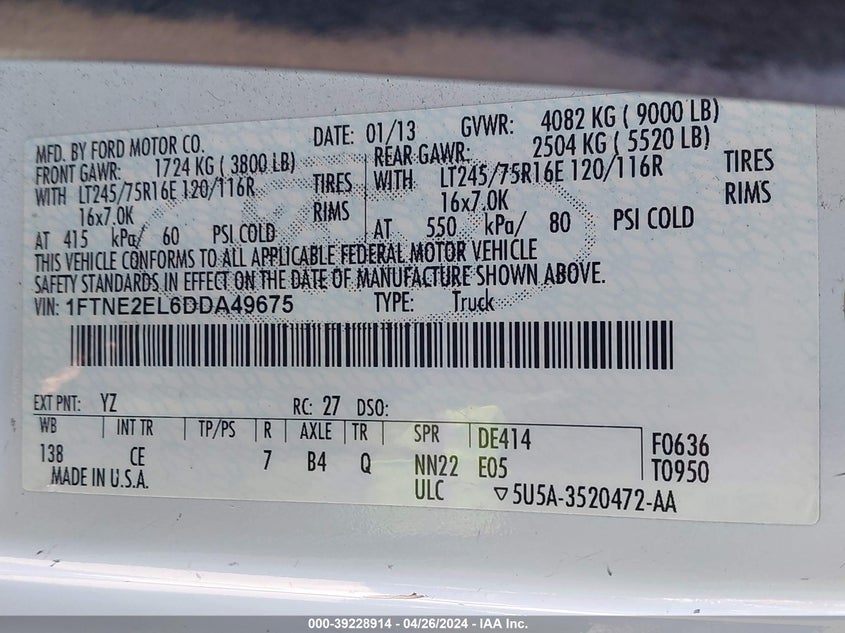 MFD. BY FORD MOTOR CO. DATE: 01/13 GVWR: 4082 KG ( 9000 LB)
FRONT GAWR: 1724 KG ( 3800 LB) REAR GAWR: 2504 KG ( 5520 LB)
WITH LT245/75R16E 120/116R TIRES WITH LT245/75R16E 120/116R TIRES
16x7.0K RIMS 16x7.0K RIMS
AT 415 kPa/ 60 PSI COLD AT 550 kPa/ 80 PSI COLD
THIS VEHICLE CONFORMS TO ALL APPLICABLE FEDERAL MOTOR VEHICLE
SAFETY STANDARDS IN EFFECT ON THE DATE OF MANUFACTURE SHOWN ABOVE.
VIN: 1FTNE2EL6DDA49675 TYPE: Truck
EXT PNT: YZ RC: 27 DSO:
WB INT TR TP/PS R AXLE TR SPR DE414 F0636
138 CE 7 B4 Q NN22 E05 T0950
MADE IN U.S.A. ULC ▽5U5A-3520472-AA
000-39228914 - 04/26/2024 - IAA Inc.